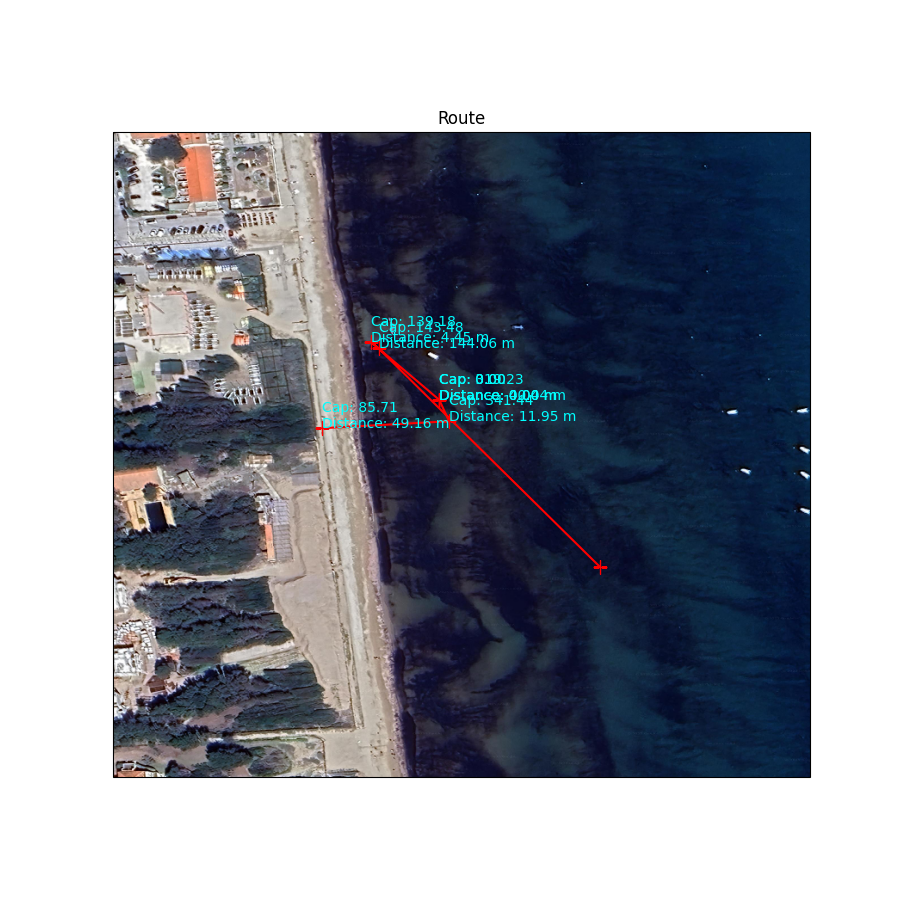 Route
Cap: 139.18
Cap: 143.48
Distance: 4.45 m
Distance: 144.06 m
Cap: 341.44
Distance: 11.95 m
Cap: 85.71
Distance: 49.16 m